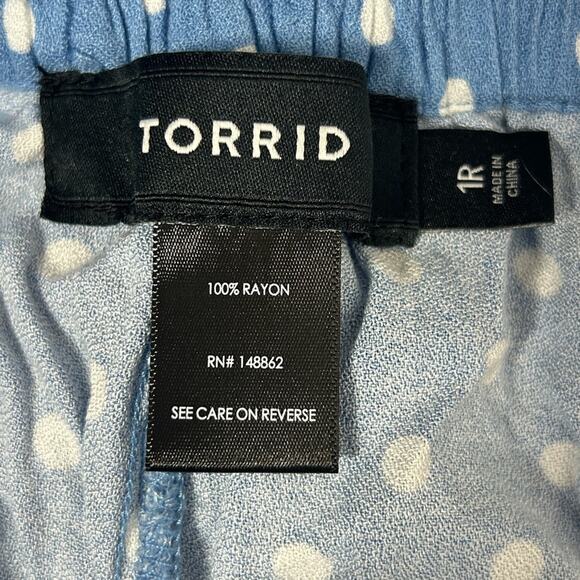 TORRID
1R
MADE IN
CHINA
100% RAYON
RN# 148862
SEE CARE ON REVERSE